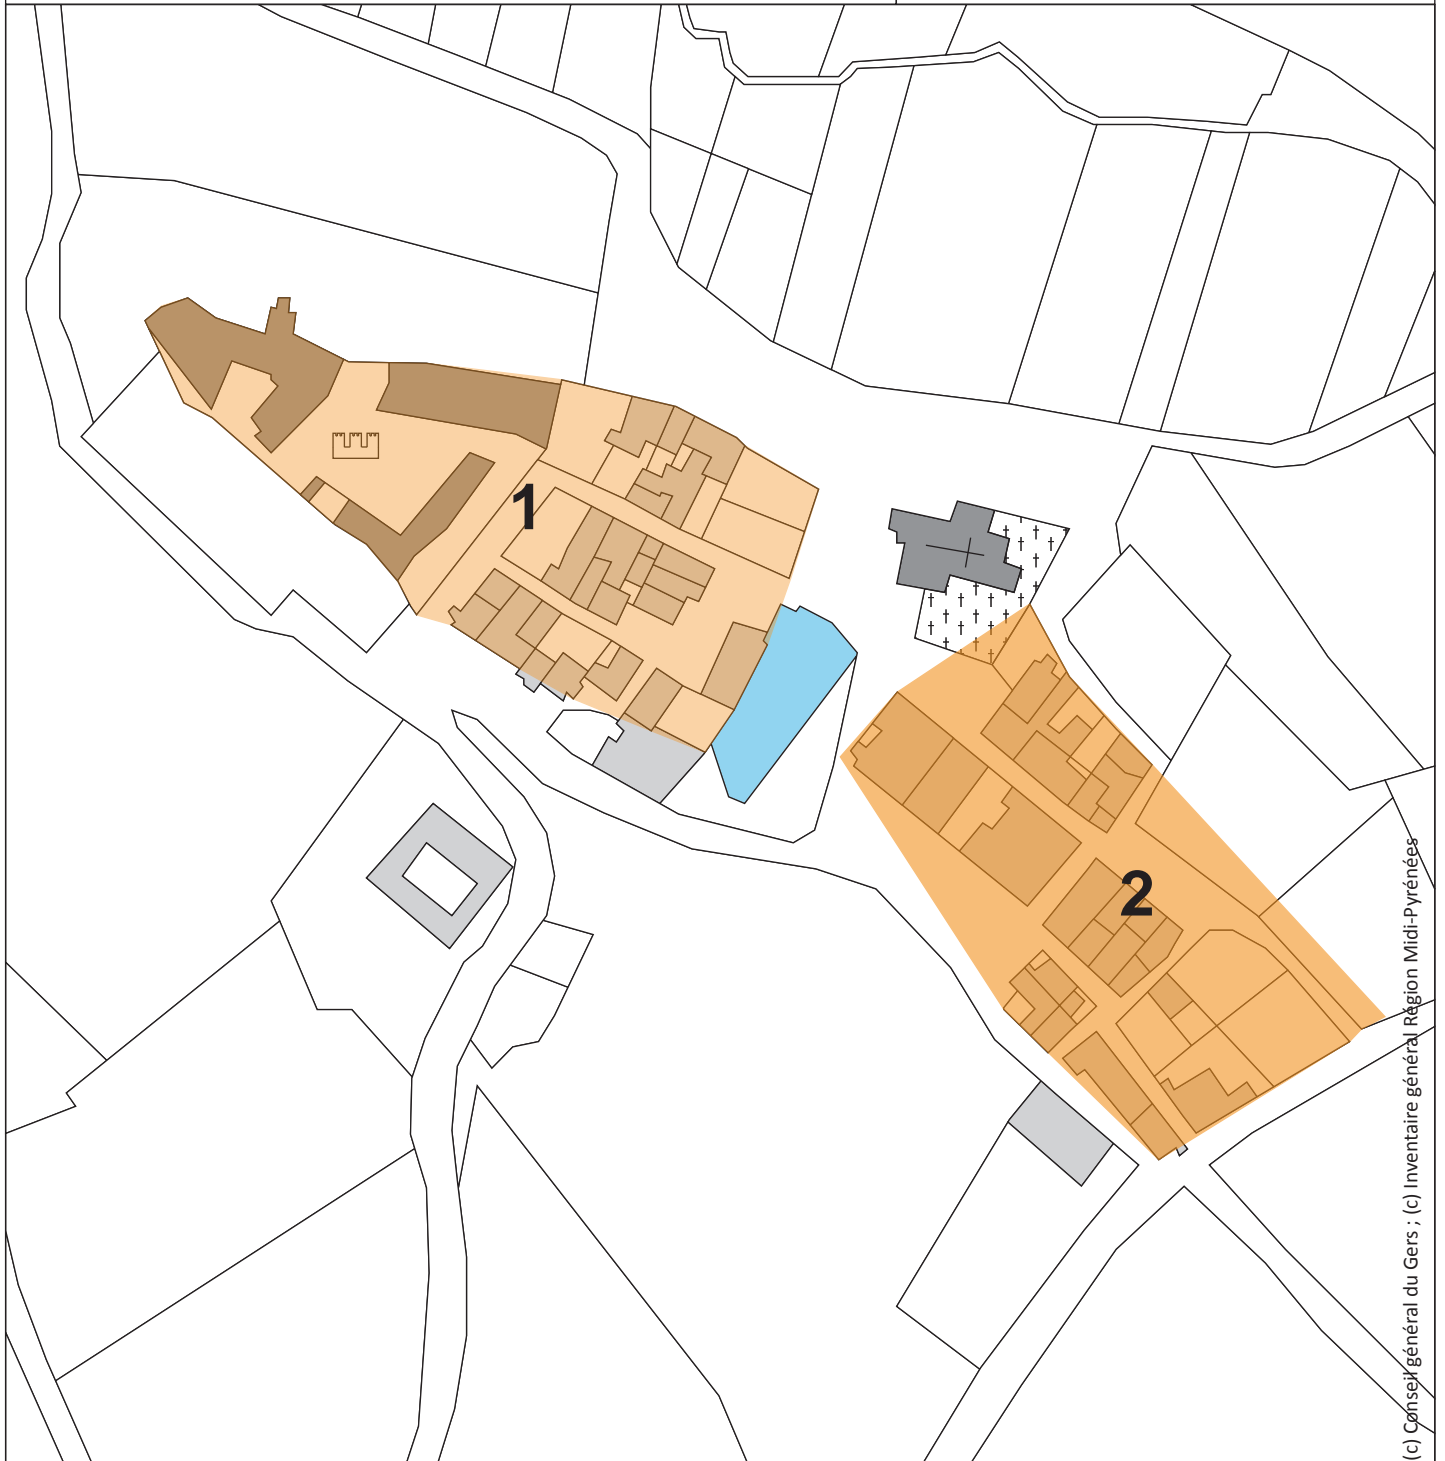 1
2
(c) Conseil général du Gers ; (c) Inventaire général Région Midi-Pyrénées